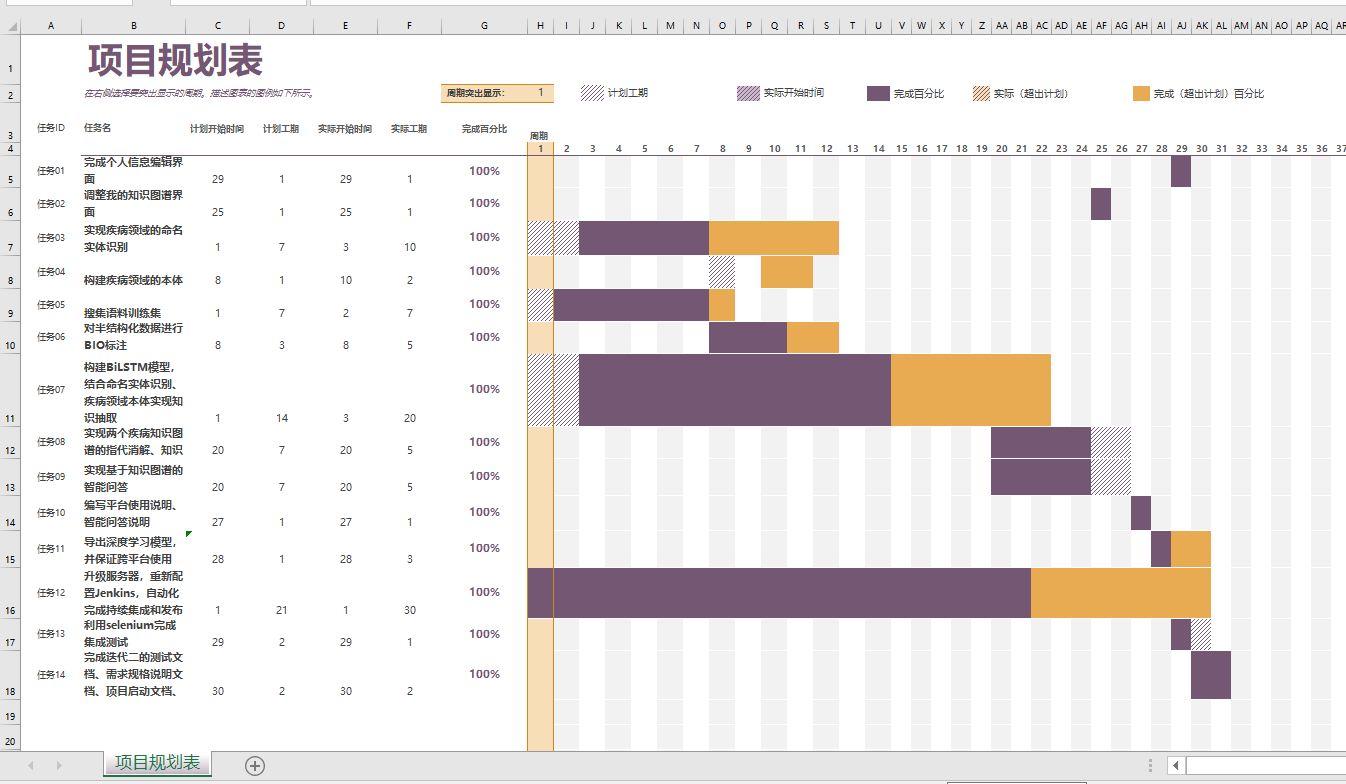 A B C D E F G H I J K L M N O P Q R S T U V W X Y Z AA AB AC AD AE AF AG AH AI AJ AK AL AM AN AO AP AQ AR
1 项目规划表
2 在右侧选择要突出显示的周期。描述图表的图例如下所示。 周期突出显示: 1 计划工期 实际开始时间 完成百分比 实际（超出计划） 完成（超出计划）百分比
3 任务ID 任务名 计划开始时间 计划工期 实际开始时间 实际工期 完成百分比 周期
4 1 2 3 4 5 6 7 8 9 10 11 12 13 14 15 16 17 18 19 20 21 22 23 24 25 26 27 28 29 30 31 32 33 34 35 36 37
任务01 完成个人信息编辑界 100%
5 面 29 1 29 1
任务02 调整我的知识图谱界 100%
6 面 25 1 25 1
任务03 实现疾病领域的命名 100%
7 实体识别 1 7 3 10
任务04 100%
8 构建疾病领域的本体 8 1 10 2
任务05 100%
9 搜集语料训练集 1 7 2 7
任务06 对半结构化数据进行 100%
10 BIO标注 8 3 8 5
构建BiLSTM模型，
任务07 结合命名实体识别、 100%
疾病领域本体实现知
11 识抽取 1 14 3 20
任务08 实现两个疾病知识图 100%
12 谱的指代消解、知识 20 7 20 5
任务09 实现基于知识图谱的 100%
13 智能问答 20 7 20 5
任务10 编写平台使用说明、 100%
14 智能问答说明 27 1 27 1
任务11 导出深度学习模型， 100%
15 并保证跨平台使用 28 1 28 3
升级服务器，重新配
任务12 置Jenkins，自动化 100%
16 完成持续集成和发布 1 21 1 30
任务13 利用selenium完成 100%
17 集成测试 29 2 29 1
完成迭代二的测试文
任务14 档、需求规格说明文 100%
18 档、项目启动文档、 30 2 30 2
19
20
项目规划表